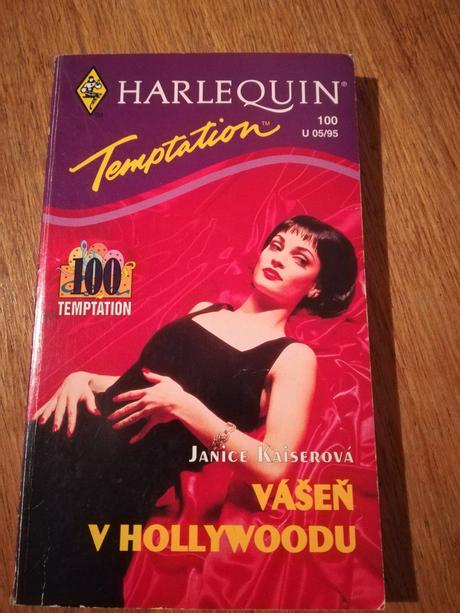 HARLEQUIN®
100
U 05/95
Temptation™
100
TEMPTATION
JANICE KAISEROVÁ
VÁŠEŇ
V HOLLYWOODU